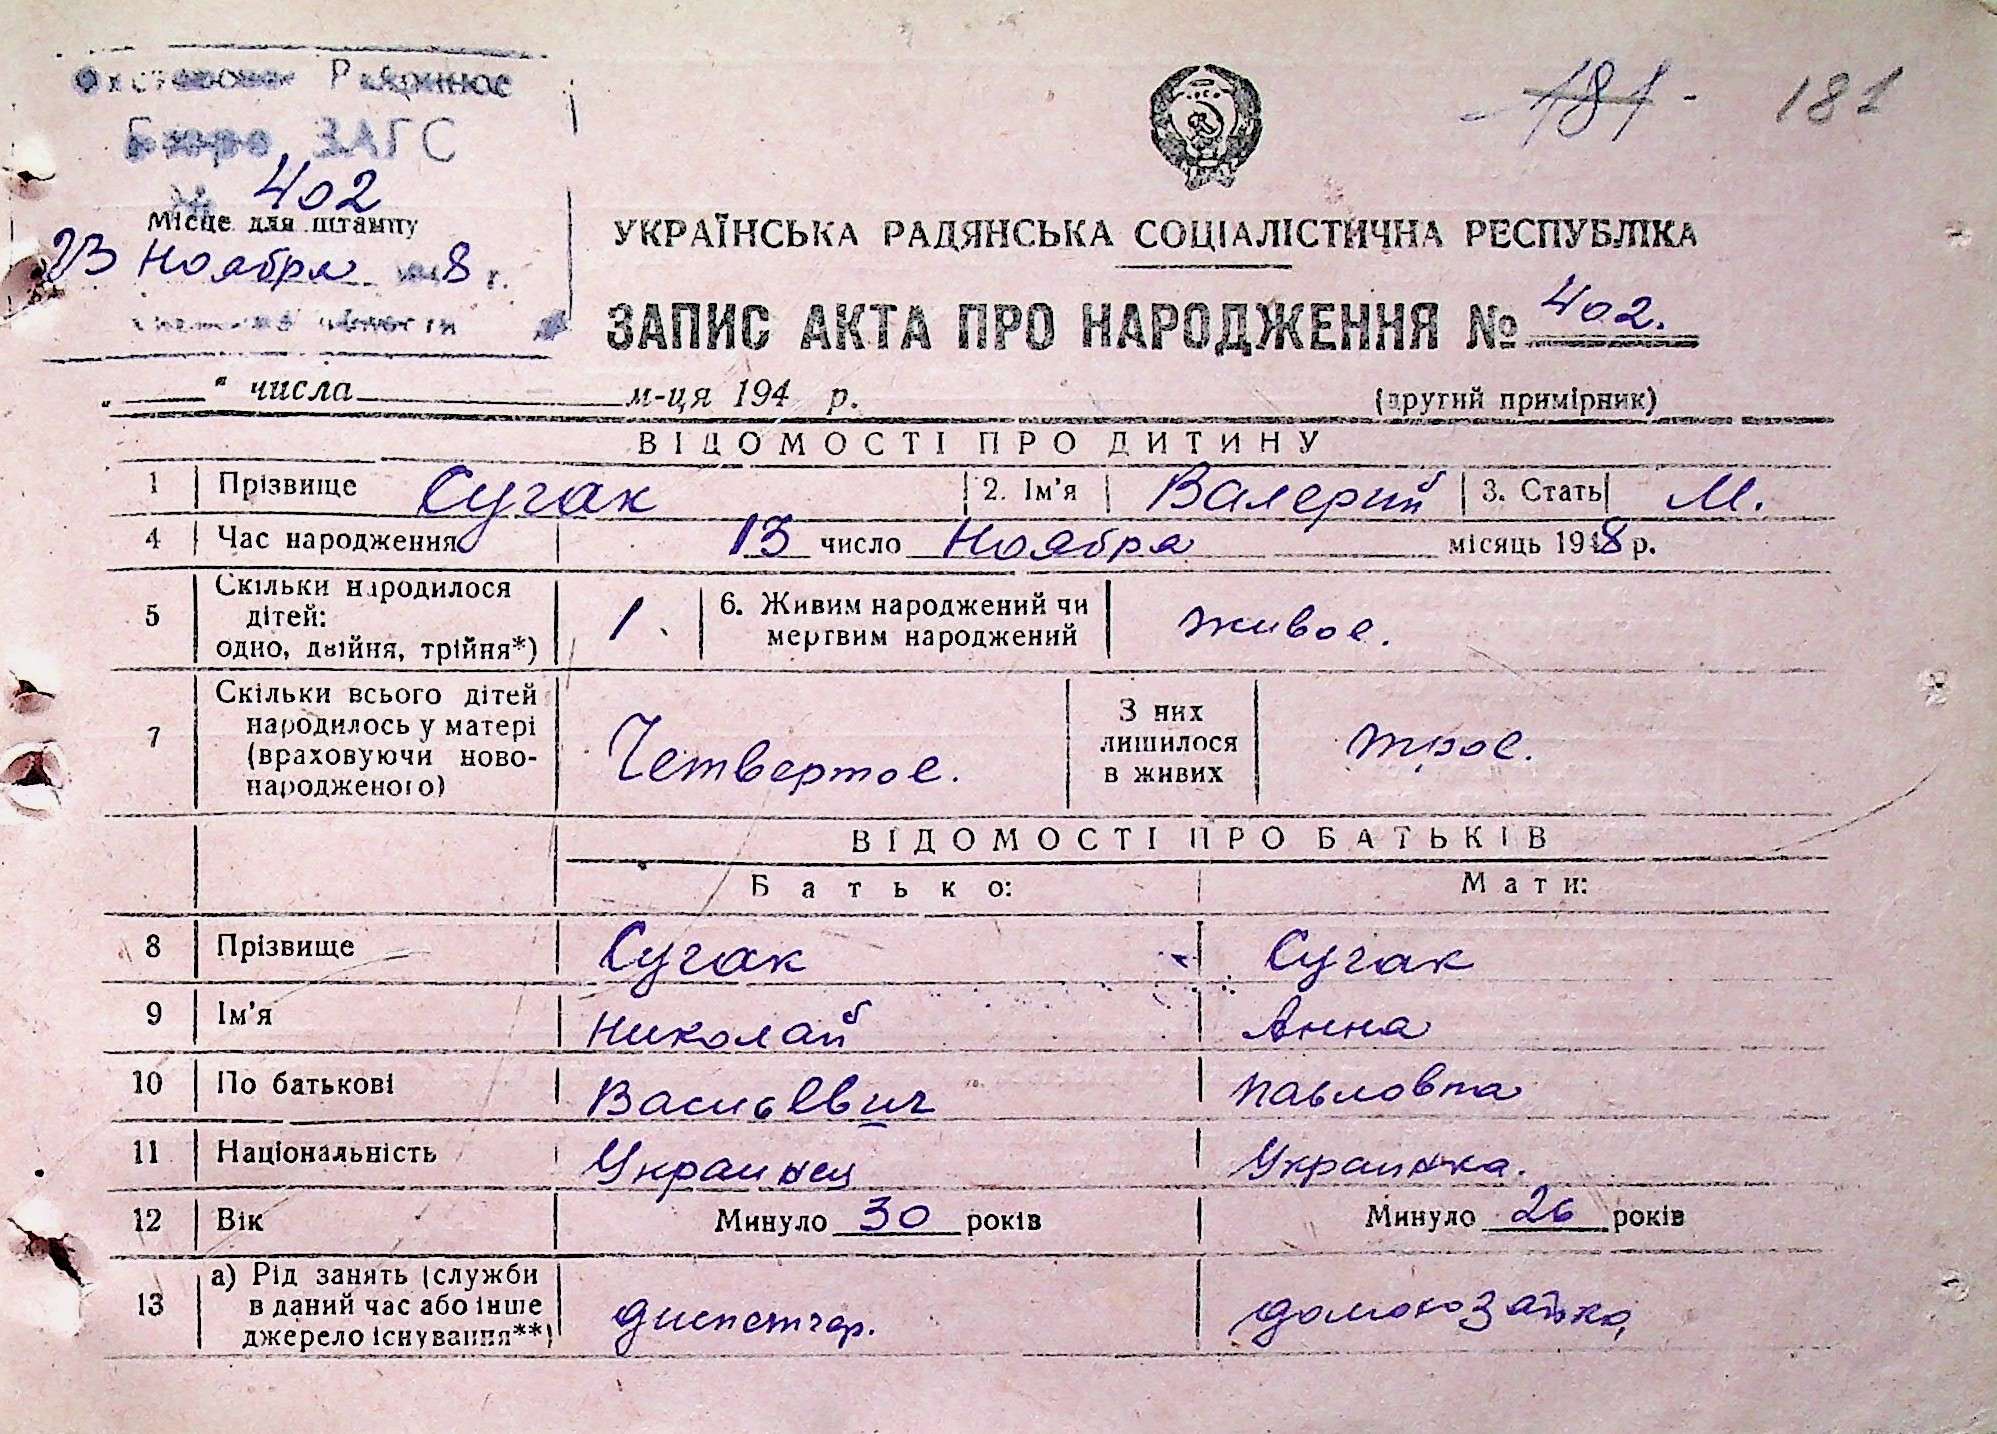 181 - 181
Бюро ЗАГС
№ 402
Місце для штампу
23 Ноября 1948 г.
УКРАЇНСЬКА РАДЯНСЬКА СОЦІАЛІСТИЧНА РЕСПУБЛІКА
ЗАПИС АКТА ПРО НАРОДЖЕННЯ № 402.
„ “ числа м-ця 194 р. (другий примірник)
ВІДОМОСТІ ПРО ДИТИНУ
1 Прізвище Сугак 2. Ім'я Валерий 3. Стать М.
4 Час народження 13 число Ноября місяць 1948 р.
5 Скільки народилося дітей: одно, двійня, трійня*) 1. 6. Живим народжений чи мертвим народжений живое.
7 Скільки всього дітей народилось у матері (враховуючи ново-народженого) Четвертое. З них лишилося в живих трое.
ВІДОМОСТІ ПРО БАТЬКІВ
Батько: Мати:
8 Прізвище Сугак Сугак
9 Ім'я Николай Анна
10 По батькові Васильевич Павловна
11 Національність Украинец Украинка.
12 Вік Минуло 30 років Минуло 26 років
13 а) Рід занять (служби в даний час або інше джерело існування**) диспетчер. домохозяйка,